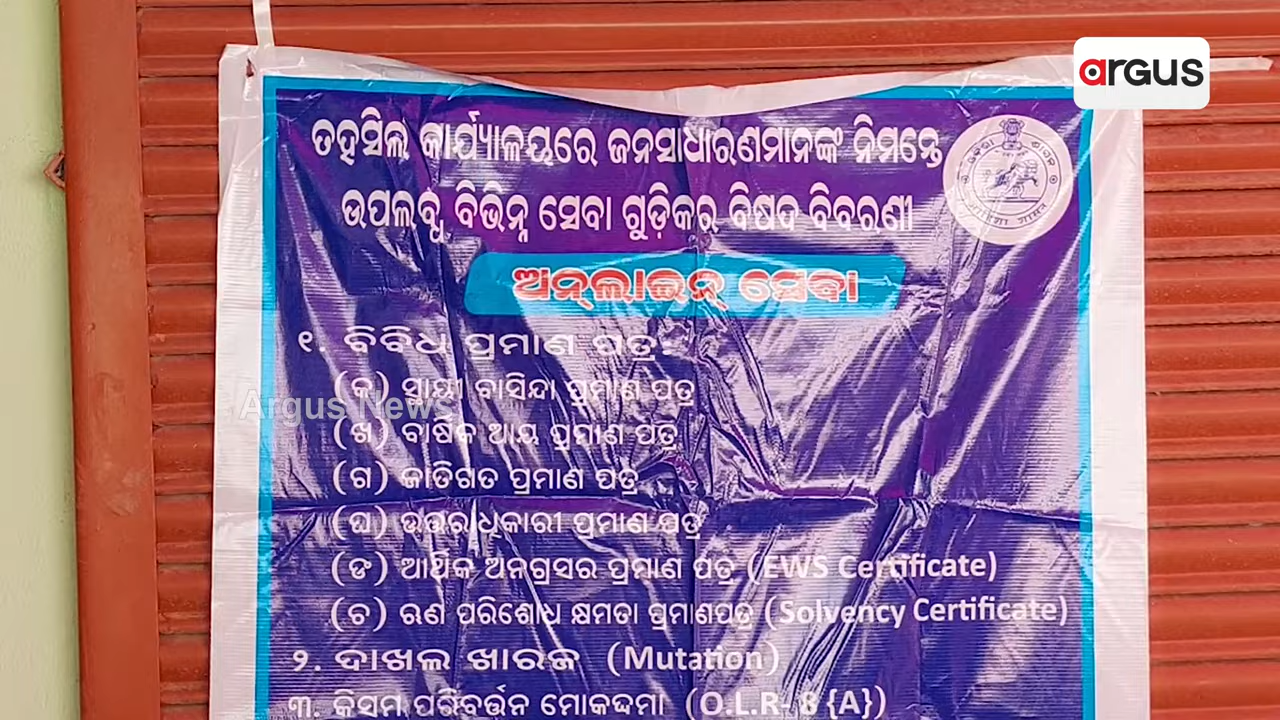 argus
ତହସିଲ କାର୍ଯ୍ୟାଳୟରେ ଜନସାଧାରଣମାନଙ୍କ ନିମନ୍ତେ
ଉପଲବ୍ଧ ବିଭିନ୍ନ ସେବା ଗୁଡ଼ିକର ବିଷଦ ବିବରଣୀ
ଅନ୍‌ଲାଇନ୍ ସେବା
୧. ବିବିଧ ପ୍ରମାଣ ପତ୍ର:
(କ) ସ୍ଥାୟୀ ବାସିନ୍ଦା ପ୍ରମାଣ ପତ୍ର
Argus News
(ଖ) ବାର୍ଷିକ ଆୟ ପ୍ରମାଣ ପତ୍ର
(ଗ) ଜାତିଗତ ପ୍ରମାଣ ପତ୍ର
(ଘ) ଉତ୍ତରାଧିକାରୀ ପ୍ରମାଣ ପତ୍ର
(ଙ) ଆର୍ଥିକ ଅନଗ୍ରସର ପ୍ରମାଣ ପତ୍ର (EWS Certificate)
(ଚ) ଋଣ ପରିଶୋଧ କ୍ଷମତା ପ୍ରମାଣପତ୍ର (Solvency Certificate)
୨. ଦାଖଲ ଖାରଜ (Mutation)
୩. କିସମ ପରିବର୍ତ୍ତନ ମୋକଦ୍ଦମା (O.L.R- 8 {A})